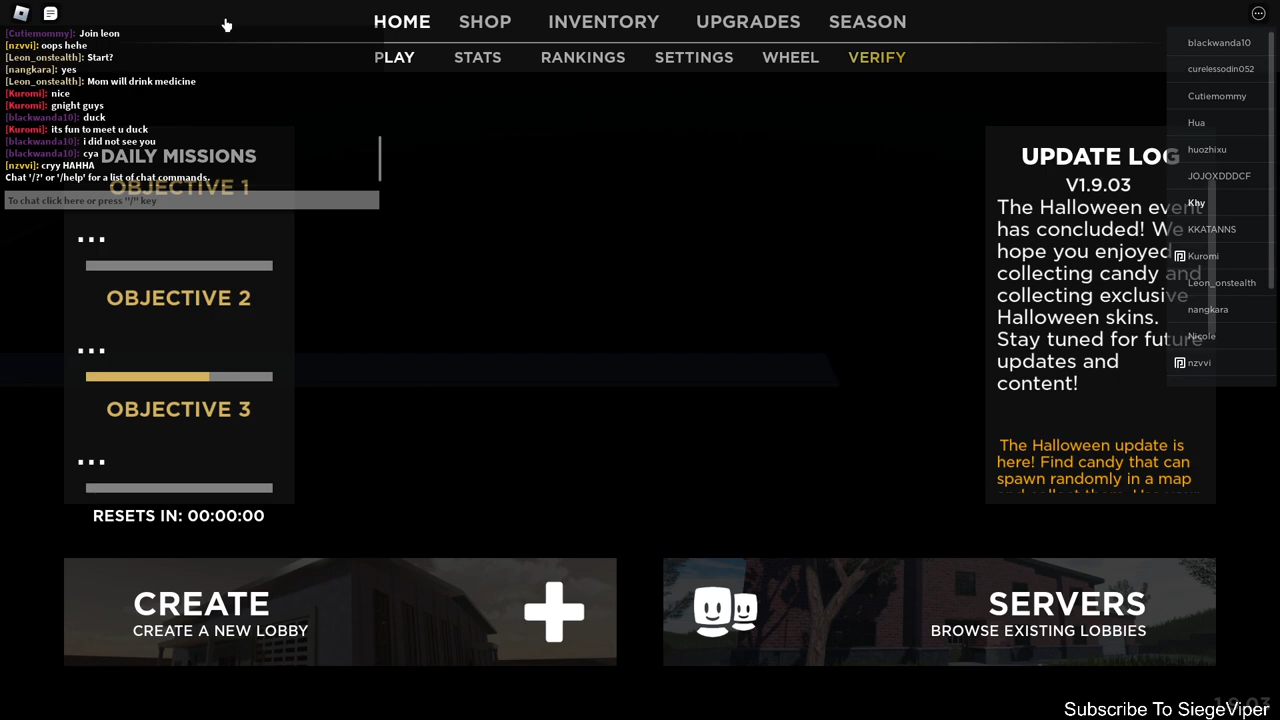 HOME SHOP INVENTORY UPGRADES SEASON
PLAY STATS RANKINGS SETTINGS WHEEL VERIFY
[Cutiemommy]: Join leon
[nzvvi]: oops hehe
[Leon_onstealth]: Start?
[nangkara]: yes
[Leon_onstealth]: Mom will drink medicine
[Kuromi]: nice
[Kuromi]: gnight guys
[blackwanda10]: duck
[Kuromi]: its fun to meet u duck
[blackwanda10]: i did not see you
[blackwanda10]: cya
[nzvvi]: cryy HAHHA
Chat '/?' or '/help' for a list of chat commands.
To chat click here or press "/" key
DAILY MISSIONS
OBJECTIVE 1
...
OBJECTIVE 2
...
OBJECTIVE 3
...
RESETS IN: 00:00:00
UPDATE LOG
V1.9.03
The Halloween event
has concluded! We
hope you enjoyed
collecting candy and
collecting exclusive
Halloween skins.
Stay tuned for future
updates and
content!
The Halloween update is
here! Find candy that can
spawn randomly in a map
blackwanda10
curelessodin052
Cutiemommy
Hua
huozhixu
JOJOXDDDCF
Khy
KKATANNS
Kuromi
Leon_onstealth
nangkara
Nicole
nzvvi
CREATE
CREATE A NEW LOBBY
SERVERS
BROWSE EXISTING LOBBIES
1.9.03
Subscribe To SiegeViper